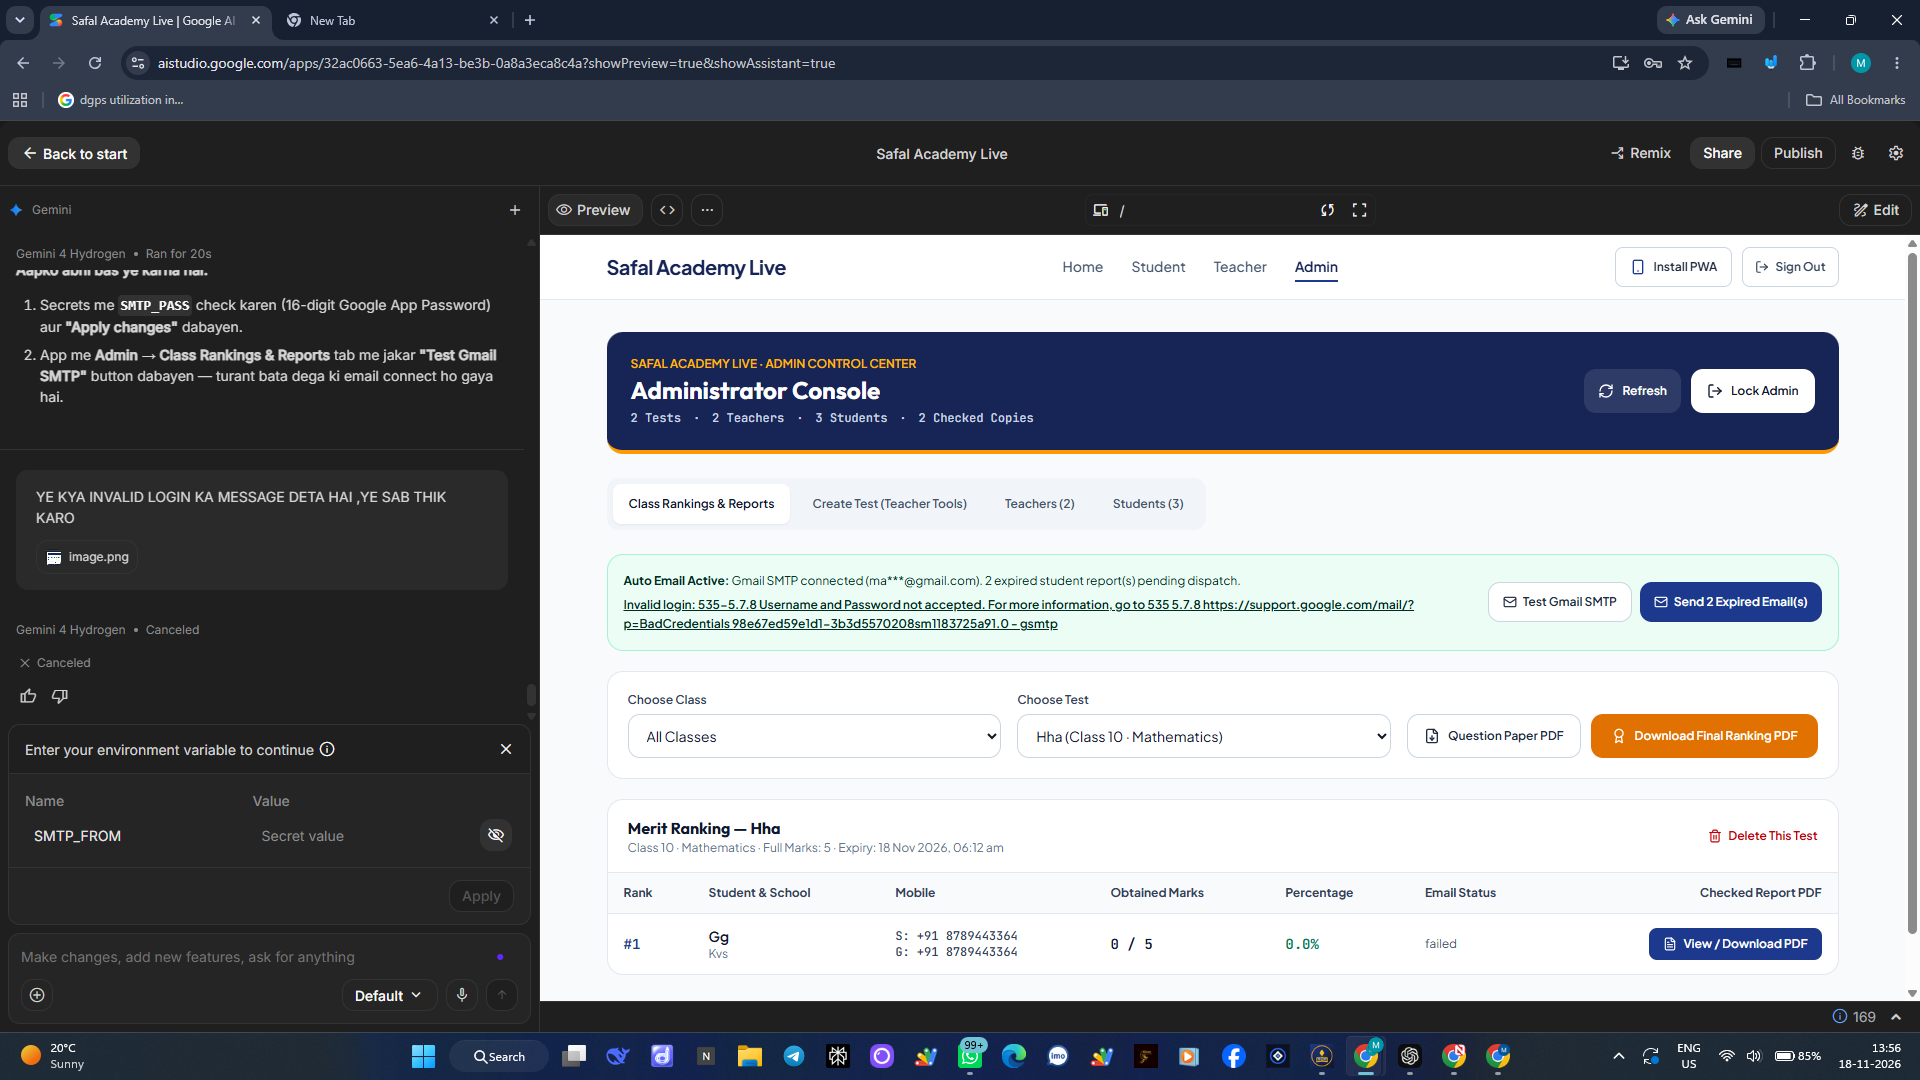 Safal Academy Live | Google AI
New Tab
Ask Gemini
aistudio.google.com/apps/32ac0663-5ea6-4a13-be3b-0a8a3eca8c4a?showPreview=true&showAssistant=true
M
dgps utilization in...
All Bookmarks
Back to start
Safal Academy Live
Remix
Share
Publish
Gemini
Preview
/
Edit
Gemini 4 Hydrogen • Ran for 20s
Aapko abhi bas ye karna hai:
1. Secrets me SMTP_PASS check karen (16-digit Google App Password)
aur "Apply changes" dabayen.
2. App me Admin → Class Rankings & Reports tab me jakar "Test Gmail
SMTP" button dabayen — turant bata dega ki email connect ho gaya
hai.
YE KYA INVALID LOGIN KA MESSAGE DETA HAI ,YE SAB THIK
KARO
image.png
Gemini 4 Hydrogen • Canceled
Canceled
Enter your environment variable to continue
Name Value
SMTP_FROM Secret value
Apply
Make changes, add new features, ask for anything
Default
Safal Academy Live
Home Student Teacher Admin
Install PWA
Sign Out
SAFAL ACADEMY LIVE · ADMIN CONTROL CENTER
Administrator Console
2 Tests · 2 Teachers · 3 Students · 2 Checked Copies
Refresh
Lock Admin
Class Rankings & Reports
Create Test (Teacher Tools)
Teachers (2)
Students (3)
Auto Email Active: Gmail SMTP connected (ma***@gmail.com). 2 expired student report(s) pending dispatch.
Invalid login: 535-5.7.8 Username and Password not accepted. For more information, go to 535 5.7.8 https://support.google.com/mail/?
p=BadCredentials 98e67ed59e1d1-3b3d5570208sm1183725a91.0 - gsmtp
Test Gmail SMTP
Send 2 Expired Email(s)
Choose Class
All Classes
Choose Test
Hha (Class 10 · Mathematics)
Question Paper PDF
Download Final Ranking PDF
Merit Ranking — Hha
Class 10 · Mathematics · Full Marks: 5 · Expiry: 18 Nov 2026, 06:12 am
Delete This Test
Rank Student & School Mobile Obtained Marks Percentage Email Status Checked Report PDF
#1 Gg S: +91 8789443364 0 / 5 0.0% failed View / Download PDF
Kvs G: +91 8789443364
169
20°C
Sunny
Search
99+
imo
M
ENG
US
85%
13:56
18-11-2026